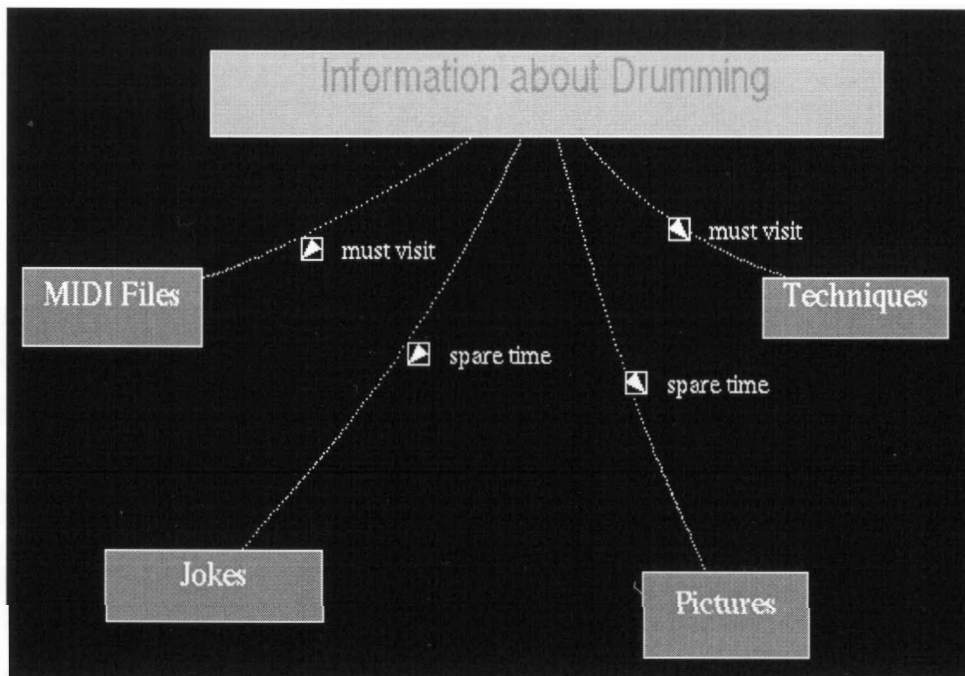 Information about Drumming
must visit
must visit
MIDI Files
Techniques
spare time
spare time
Jokes
Pictures